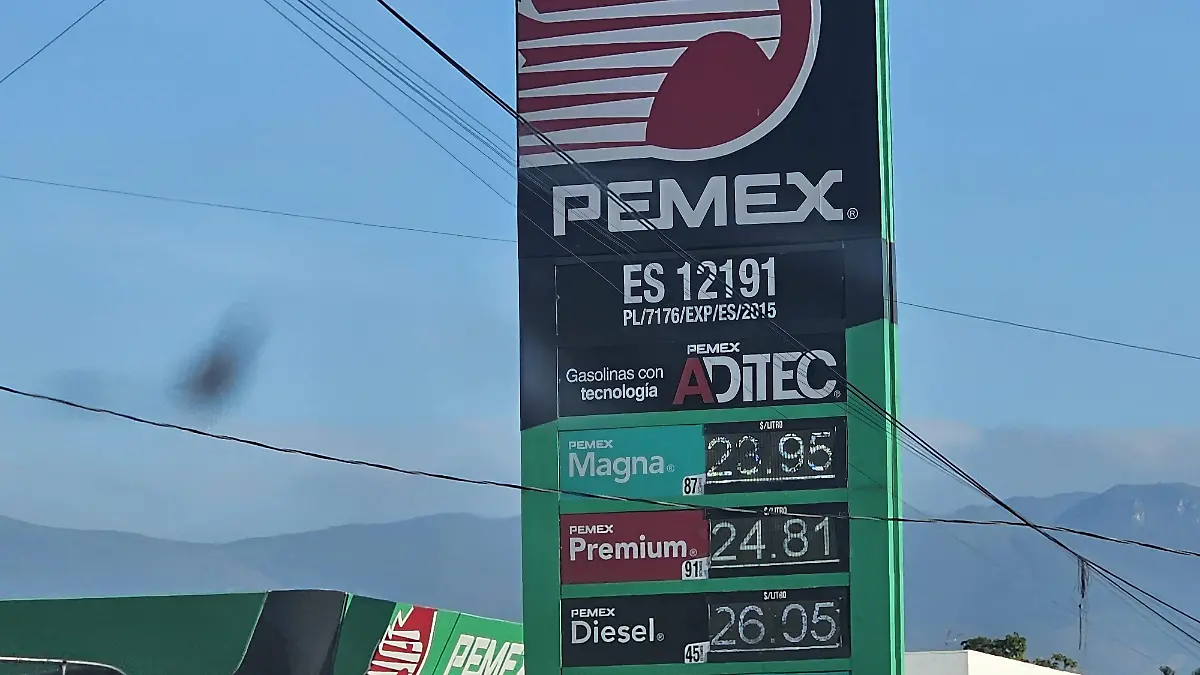 PEMEX®
ES 12191
PL/7176/EXP/ES/2015
Gasolinas con
tecnología
PEMEX
ADITEC®
$/LITRO
PEMEX
Magna®
87
23.95
$/LITRO
PEMEX
Premium®
91
24.81
$/LITRO
PEMEX
Diesel®
45
26.05
PEMEX